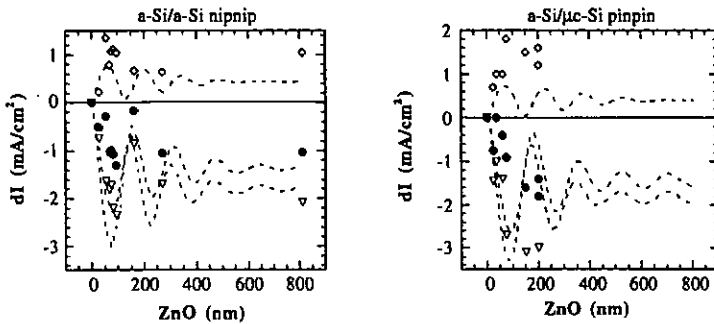 a-Si/a-Si nipnip
dI (mA/cm²)
2
1
0
-1
-2
-3
0 200 400 600 800
ZnO (nm)
a-Si/µc-Si pinpin
dI (mA/cm²)
2
1
0
-1
-2
-3
0 200 400 600 800
ZnO (nm)